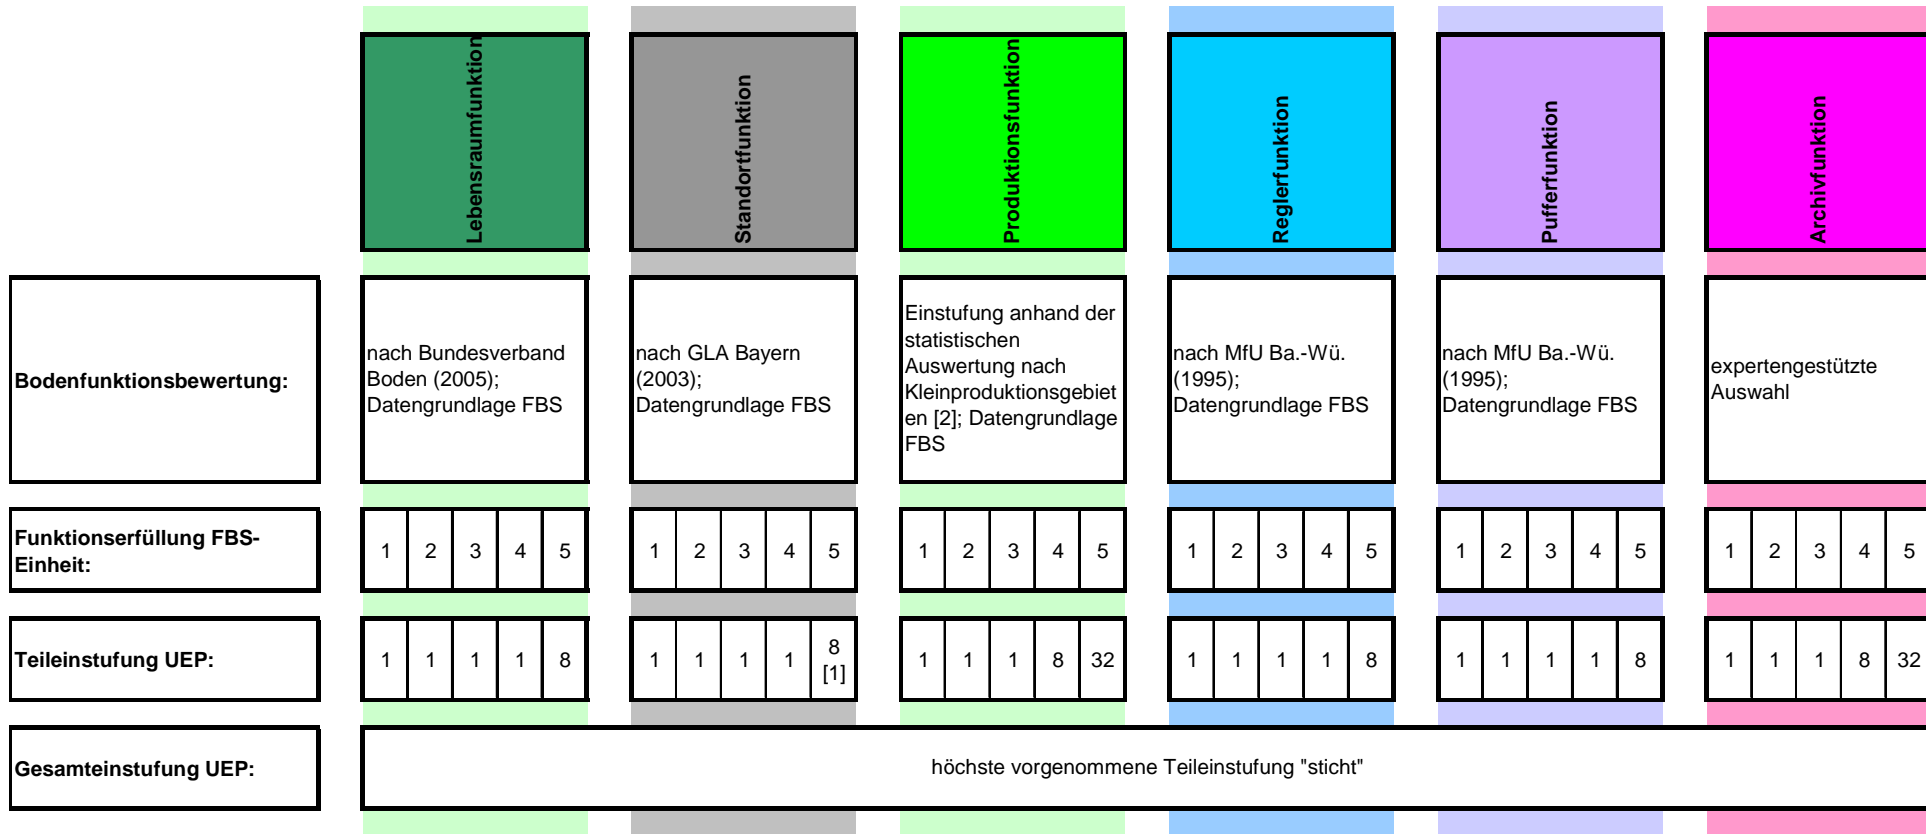 Lebensraumfunktion
Standortfunktion
Produktionsfunktion
Reglerfunktion
Pufferfunktion
Archivfunktion
Bodenfunktionsbewertung:
nach Bundesverband
Boden (2005);
Datengrundlage FBS
nach GLA Bayern
(2003);
Datengrundlage FBS
Einstufung anhand der
statistischen
Auswertung nach
Kleinproduktionsgebiet
en [2]; Datengrundlage
FBS
nach MfU Ba.-Wü.
(1995);
Datengrundlage FBS
nach MfU Ba.-Wü.
(1995);
Datengrundlage FBS
expertengestützte
Auswahl
Funktionserfüllung FBS-
Einheit:
1 2 3 4 5
1 2 3 4 5
1 2 3 4 5
1 2 3 4 5
1 2 3 4 5
1 2 3 4 5
Teileinstufung UEP:
1 1 1 1 8
1 1 1 1 8
[1]
1 1 1 8 32
1 1 1 1 8
1 1 1 1 8
1 1 1 8 32
Gesamteinstufung UEP:
höchste vorgenommene Teileinstufung "sticht"